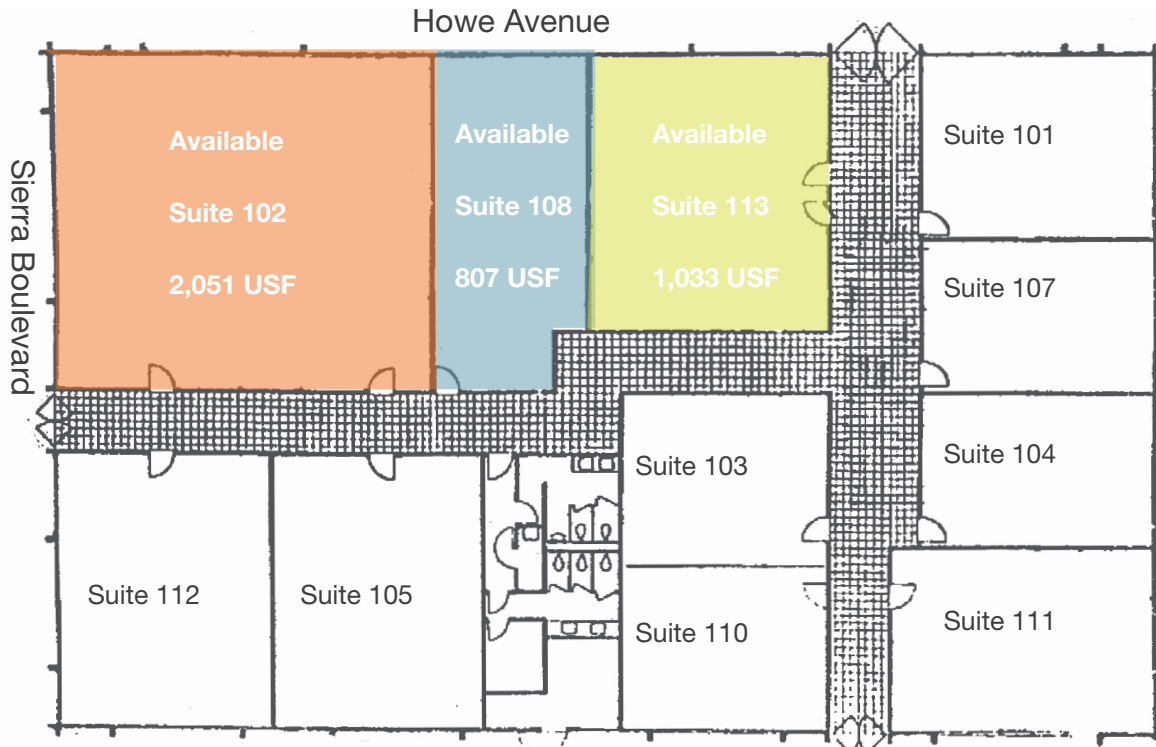 Howe Avenue
Sierra Boulevard
Available
Suite 102
2,051 USF
Available
Suite 108
807 USF
Available
Suite 113
1,033 USF
Suite 101
Suite 107
Suite 103
Suite 104
Suite 112
Suite 105
Suite 110
Suite 111